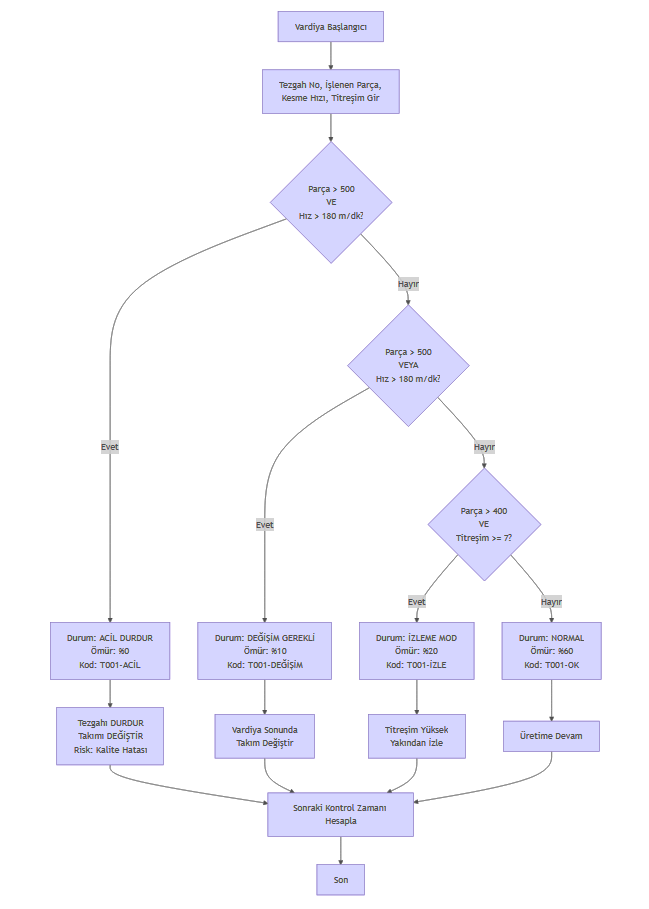 Vardiya Başlangıcı
Tezgah No, İşlenen Parça,
Kesme Hızı, Titreşim Gir
Parça > 500
VE
Hız > 180 m/dk?
Hayır
Parça > 500
VEYA
Hız > 180 m/dk?
Evet
Hayır
Parça > 400
VE
Titreşim >= 7?
Evet
Evet
Hayır
Durum: ACİL DURDUR
Ömür: %0
Kod: T001-ACİL
Durum: DEĞİŞİM GEREKLİ
Ömür: %10
Kod: T001-DEĞİŞİM
Durum: İZLEME MOD
Ömür: %20
Kod: T001-İZLE
Durum: NORMAL
Ömür: %60
Kod: T001-OK
Tezgahı DURDUR
Takımı DEĞİŞTİR
Risk: Kalite Hatası
Vardiya Sonunda
Takım Değiştir
Titreşim Yüksek
Yakından İzle
Üretime Devam
Sonraki Kontrol Zamanı
Hesapla
Son